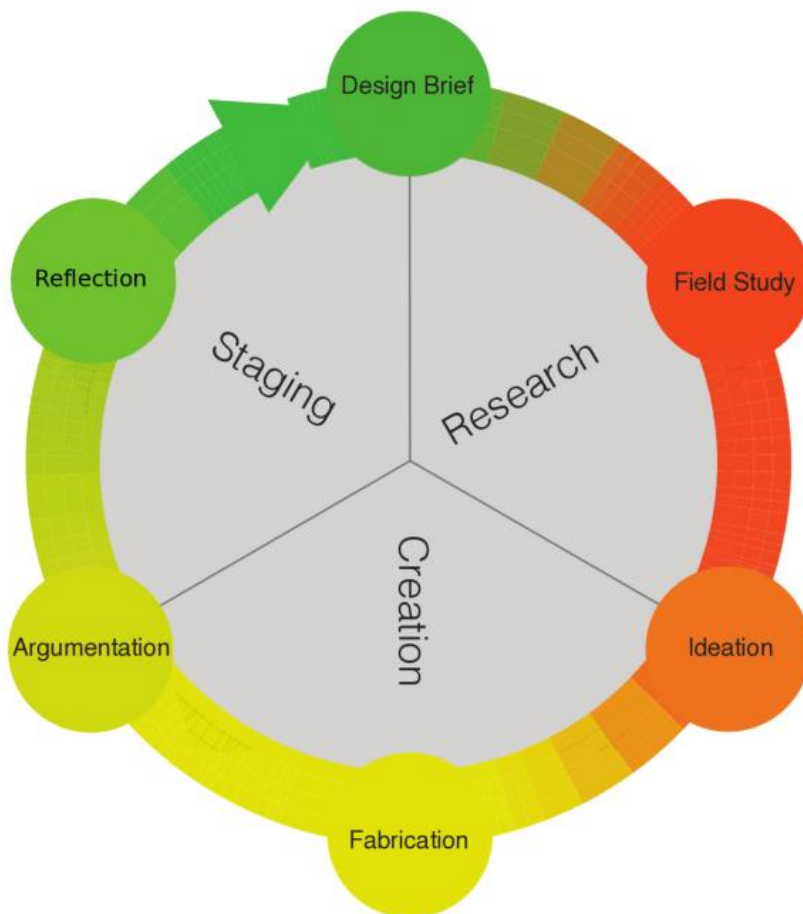 Design Brief
Field Study
Reflection
Staging
Research
Creation
Argumentation
Ideation
Fabrication